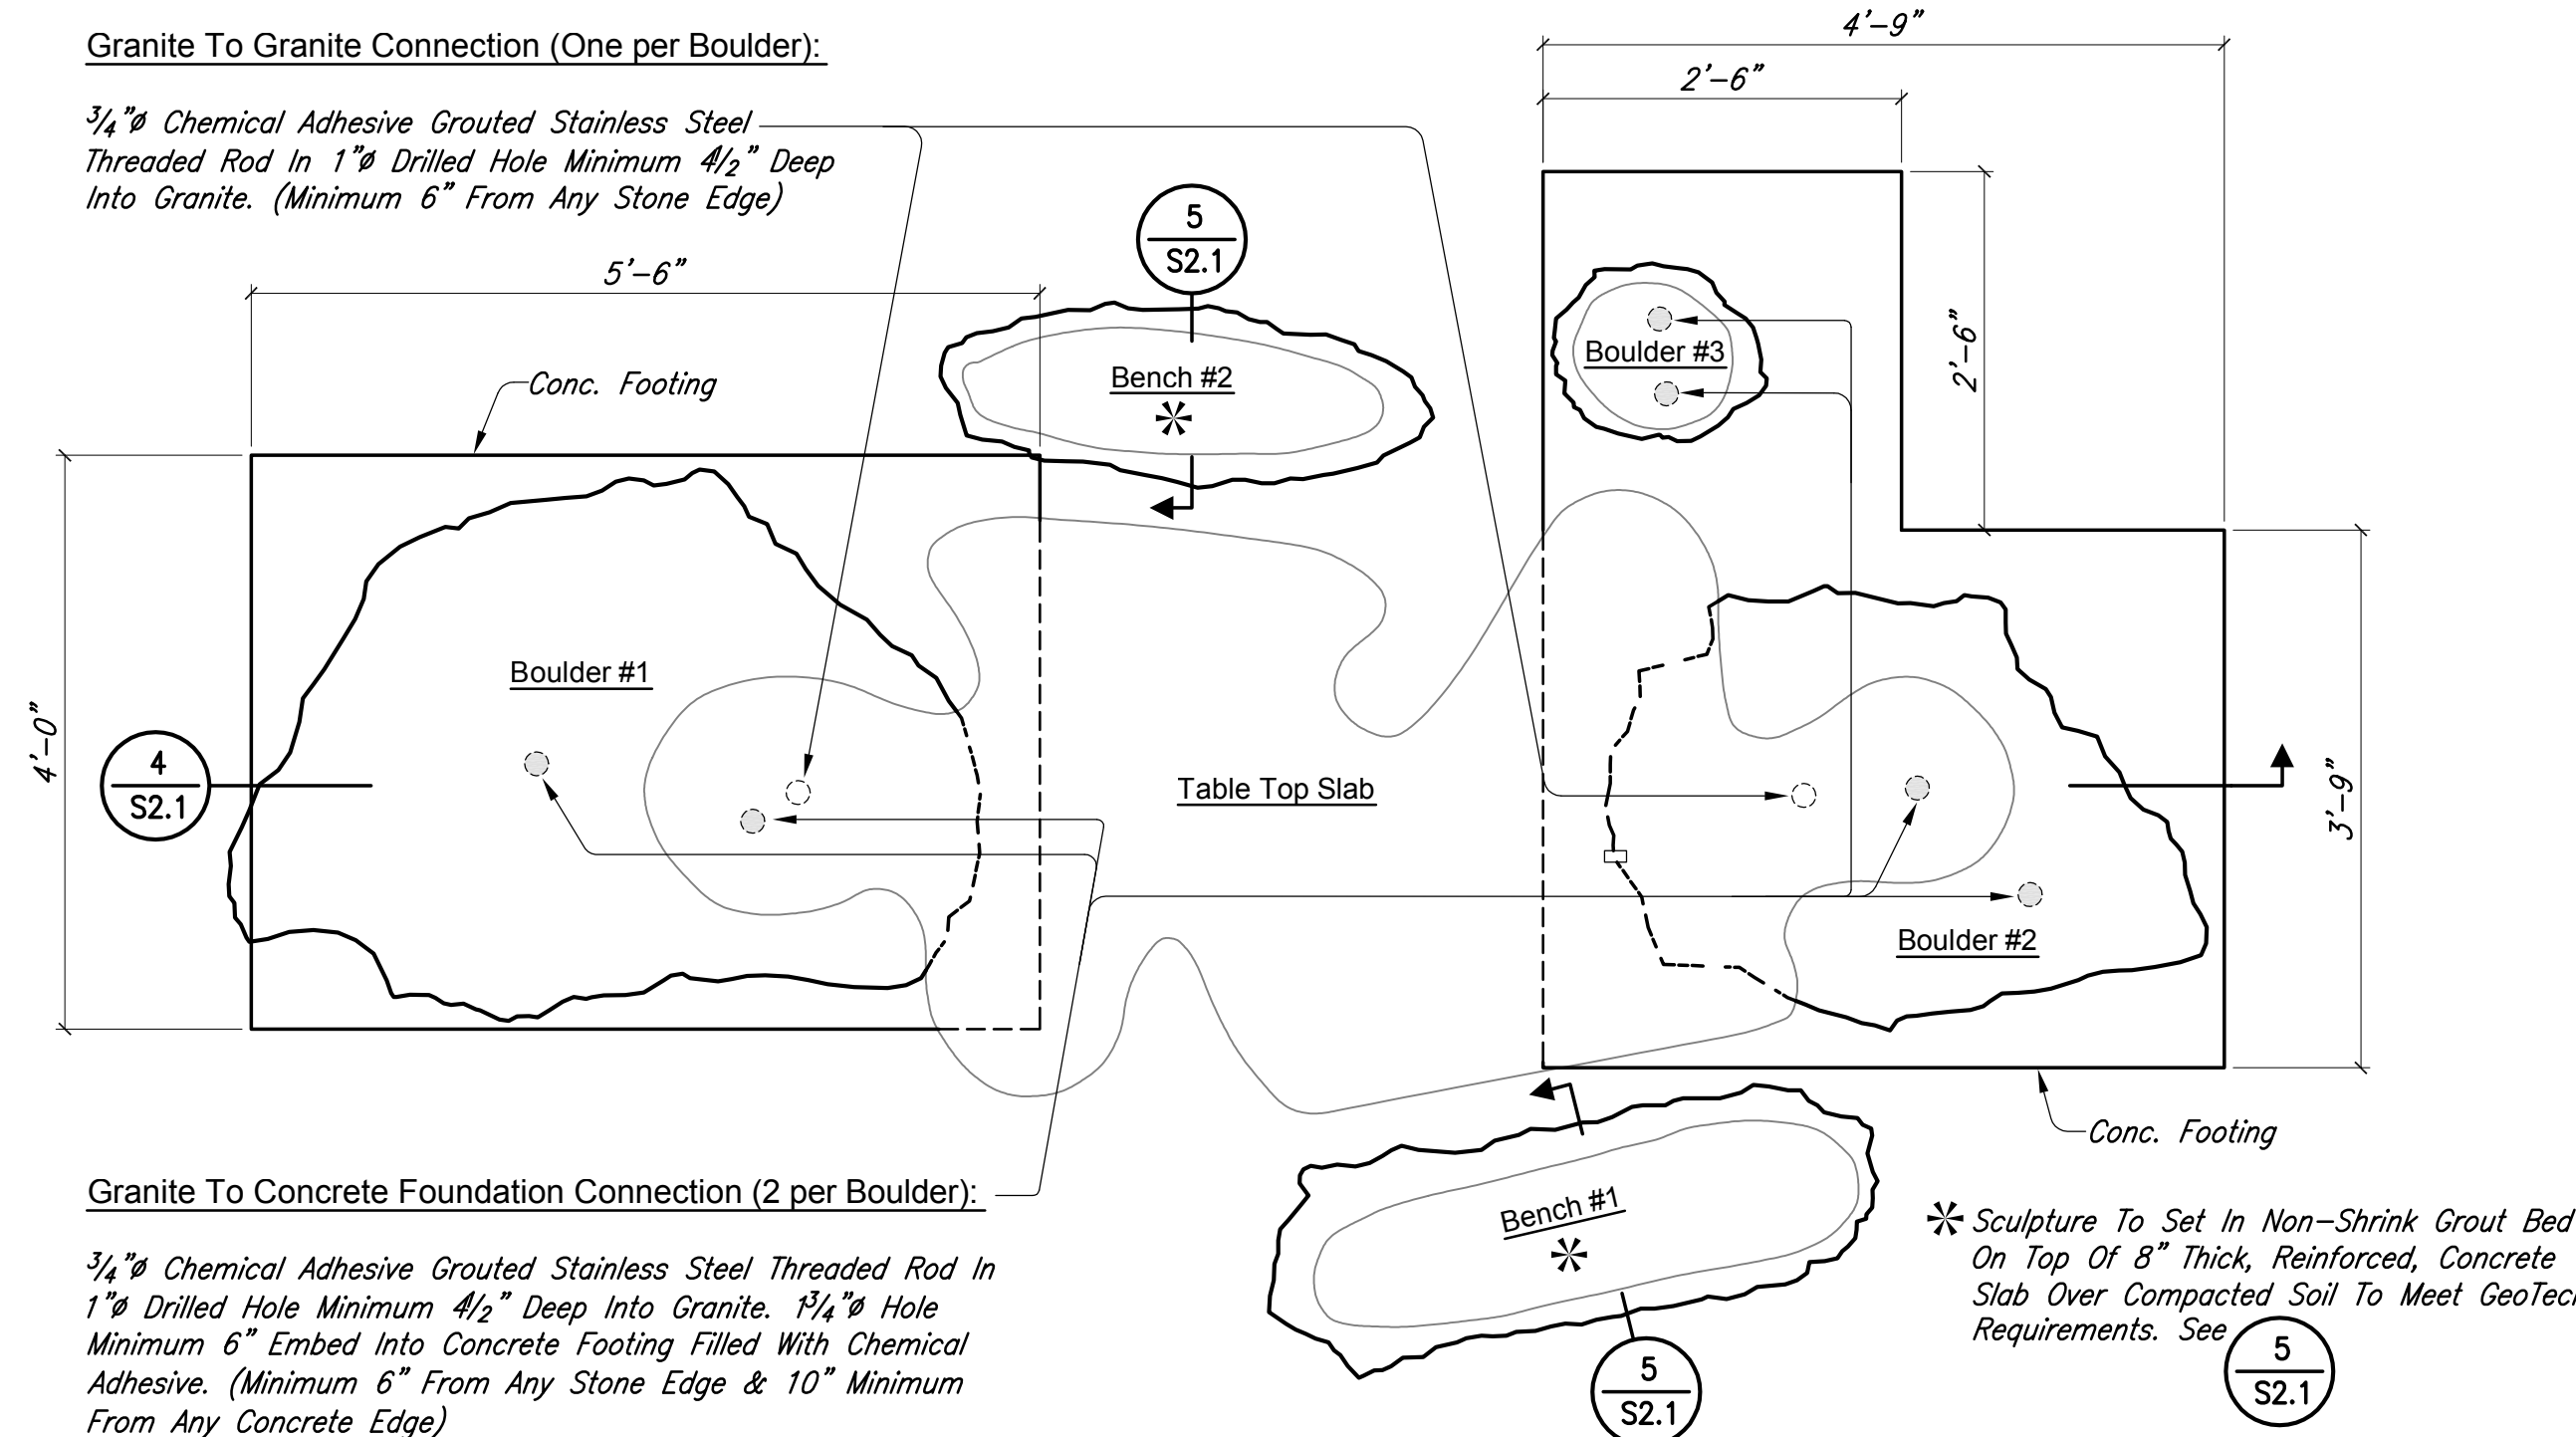 Granite To Granite Connection (One per Boulder):
3/4"ø Chemical Adhesive Grouted Stainless Steel
Threaded Rod In 1"ø Drilled Hole Minimum 4 1/2" Deep
Into Granite. (Minimum 6" From Any Stone Edge)
4'-9"
2'-6"
5
S2.1
5'-6"
Conc. Footing
Bench #2
*
Boulder #3
2'-6"
Boulder #1
4'-0"
4
S2.1
Table Top Slab
3'-9"
Boulder #2
Conc. Footing
Granite To Concrete Foundation Connection (2 per Boulder):
3/4"ø Chemical Adhesive Grouted Stainless Steel Threaded Rod In
1"ø Drilled Hole Minimum 4 1/2" Deep Into Granite. 1 3/4"ø Hole
Minimum 6" Embed Into Concrete Footing Filled With Chemical
Adhesive. (Minimum 6" From Any Stone Edge & 10" Minimum
From Any Concrete Edge)
Bench #1
*
5
S2.1
* Sculpture To Set In Non-Shrink Grout Bed
On Top Of 8" Thick, Reinforced, Concrete
Slab Over Compacted Soil To Meet GeoTec
Requirements. See
5
S2.1